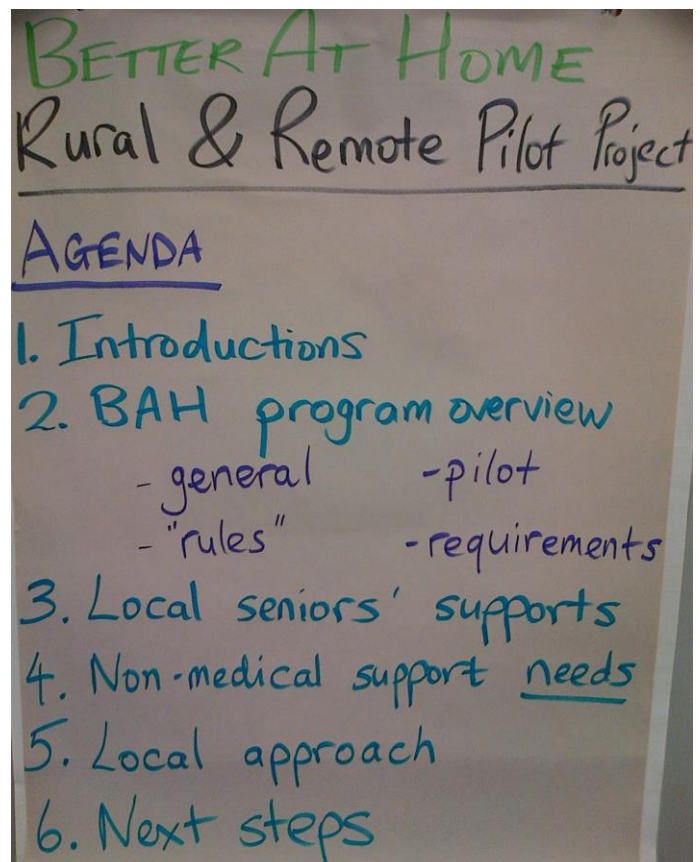 BETTER AT HOME
Rural & Remote Pilot Project
AGENDA
1. Introductions
2. BAH program overview
- general -pilot
- "rules" -requirements
3. Local seniors' supports
4. Non-medical support needs
5. Local approach
6. Next steps